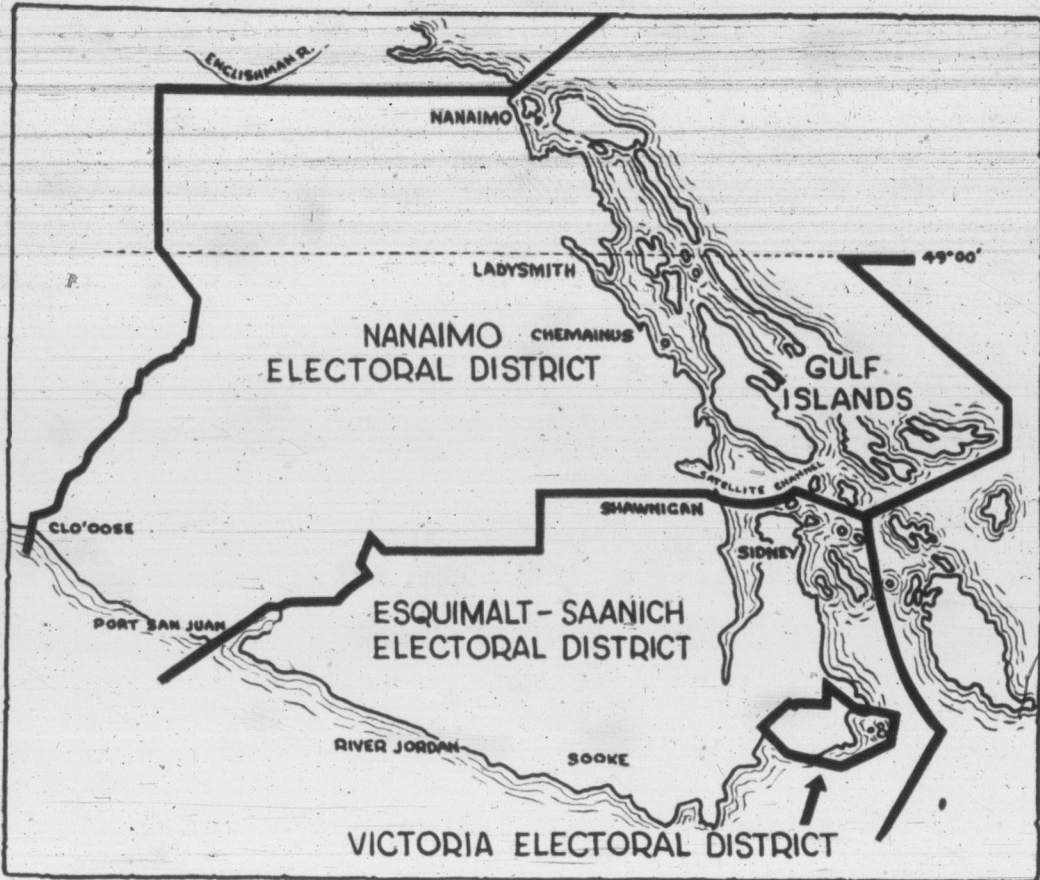 ENGLISHMAN R.
NANAIMO
49°00'
LADYSMITH
CHEMAINUS
NANAIMO
ELECTORAL DISTRICT
GULF
ISLANDS
SATELLITE CHANNEL
SHAWNIGAN
CLO'OOSE
SIDNEY
PORT SAN JUAN
ESQUIMALT-SAANICH
ELECTORAL DISTRICT
RIVER JORDAN
SOOKE
VICTORIA ELECTORAL DISTRICT